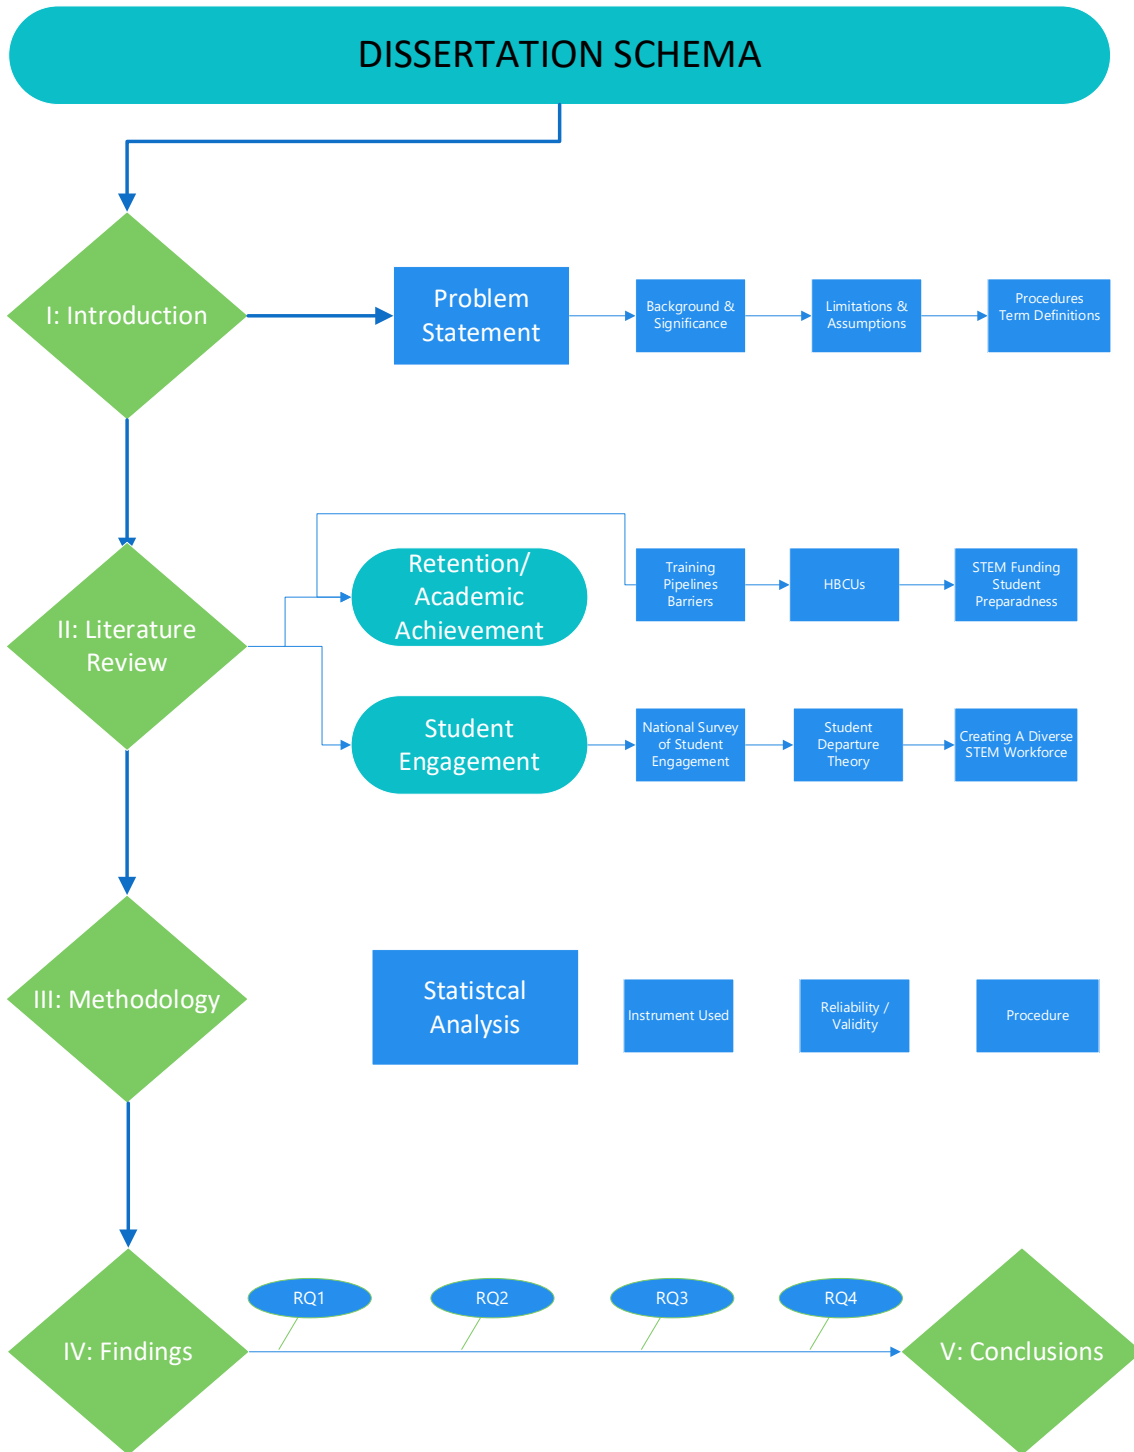 DISSERTATION SCHEMA
I: Introduction
Problem
Statement
Background &
Significance
Limitations &
Assumptions
Procedures
Term Definitions
II: Literature
Review
Retention/
Academic
Achievement
Training
Pipelines
Barriers
HBCUs
STEM Funding
Student
Preparadness
Student
Engagement
National Survey
of Student
Engagement
Student
Departure
Theory
Creating A Diverse
STEM Workforce
III: Methodology
Statistcal
Analysis
Instrument Used
Reliability /
Validity
Procedure
RQ1
RQ2
RQ3
RQ4
IV: Findings
V: Conclusions